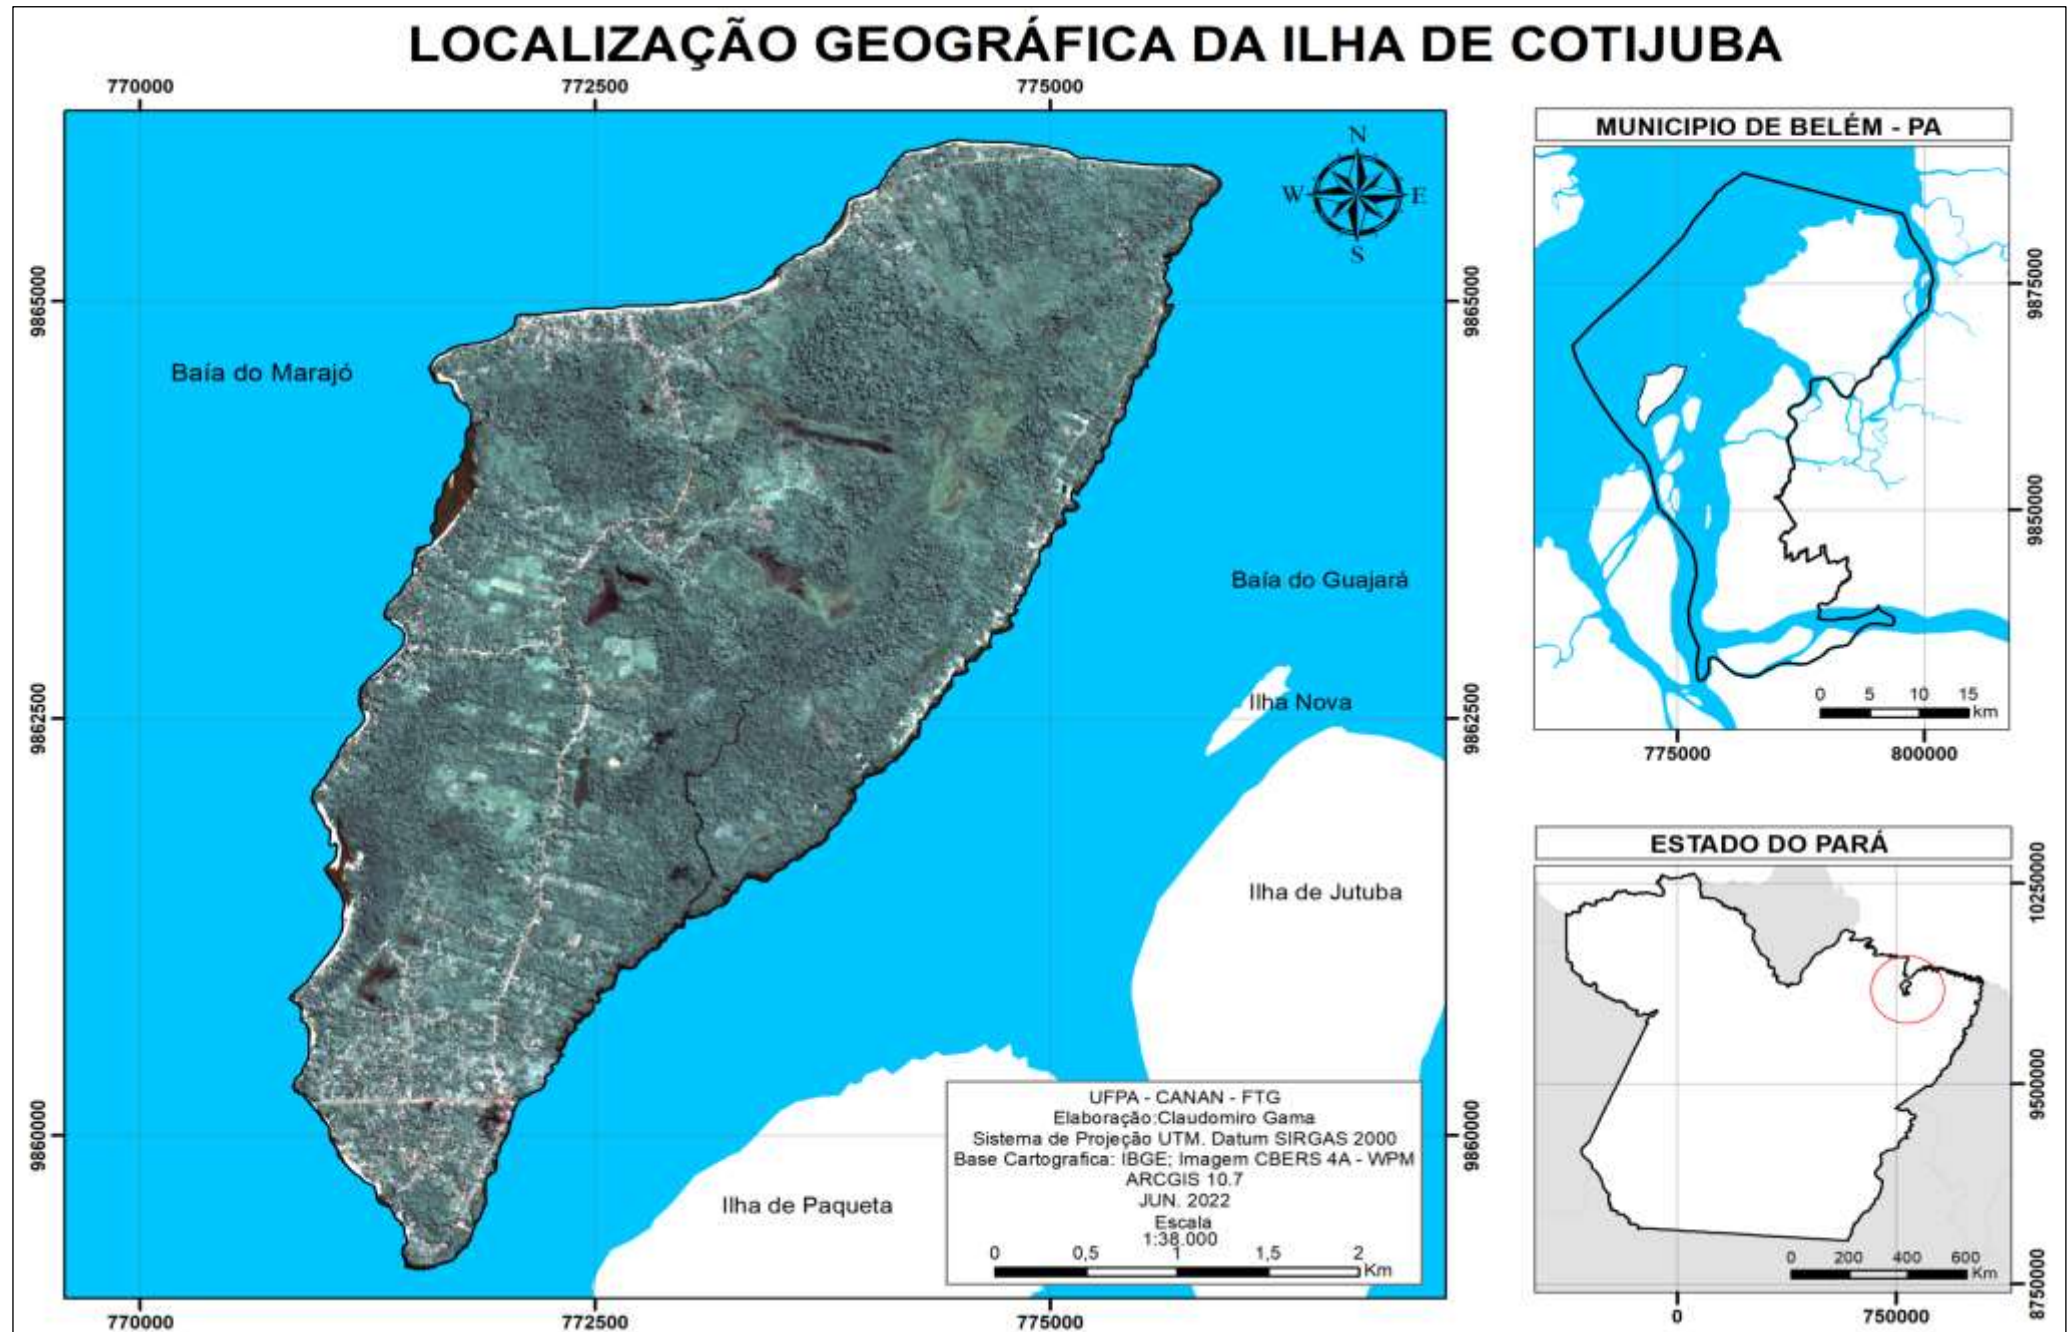 LOCALIZAÇÃO GEOGRÁFICA DA ILHA DE COTIJUBA
770000
772500
775000
N
W
E
S
9865000
9865000
Baía do Marajó
Baía do Guajará
Ilha Nova
9862500
9862500
Ilha de Jutuba
9860000
9860000
Ilha de Paqueta
UFPA - CANAN - FTG
Elaboração:Claudomiro Gama
Sistema de Projeção UTM. Datum SIRGAS 2000
Base Cartografica: IBGE; Imagem CBERS 4A - WPM
ARCGIS 10.7
JUN. 2022
Escala
1:38.000
0 0,5 1 1,5 2
Km
770000
772500
775000
MUNICIPIO DE BELÉM - PA
9875000
9850000
0 5 10 15
km
775000
800000
ESTADO DO PARÁ
10250000
9500000
8750000
0 200 400 600
Km
0
750000